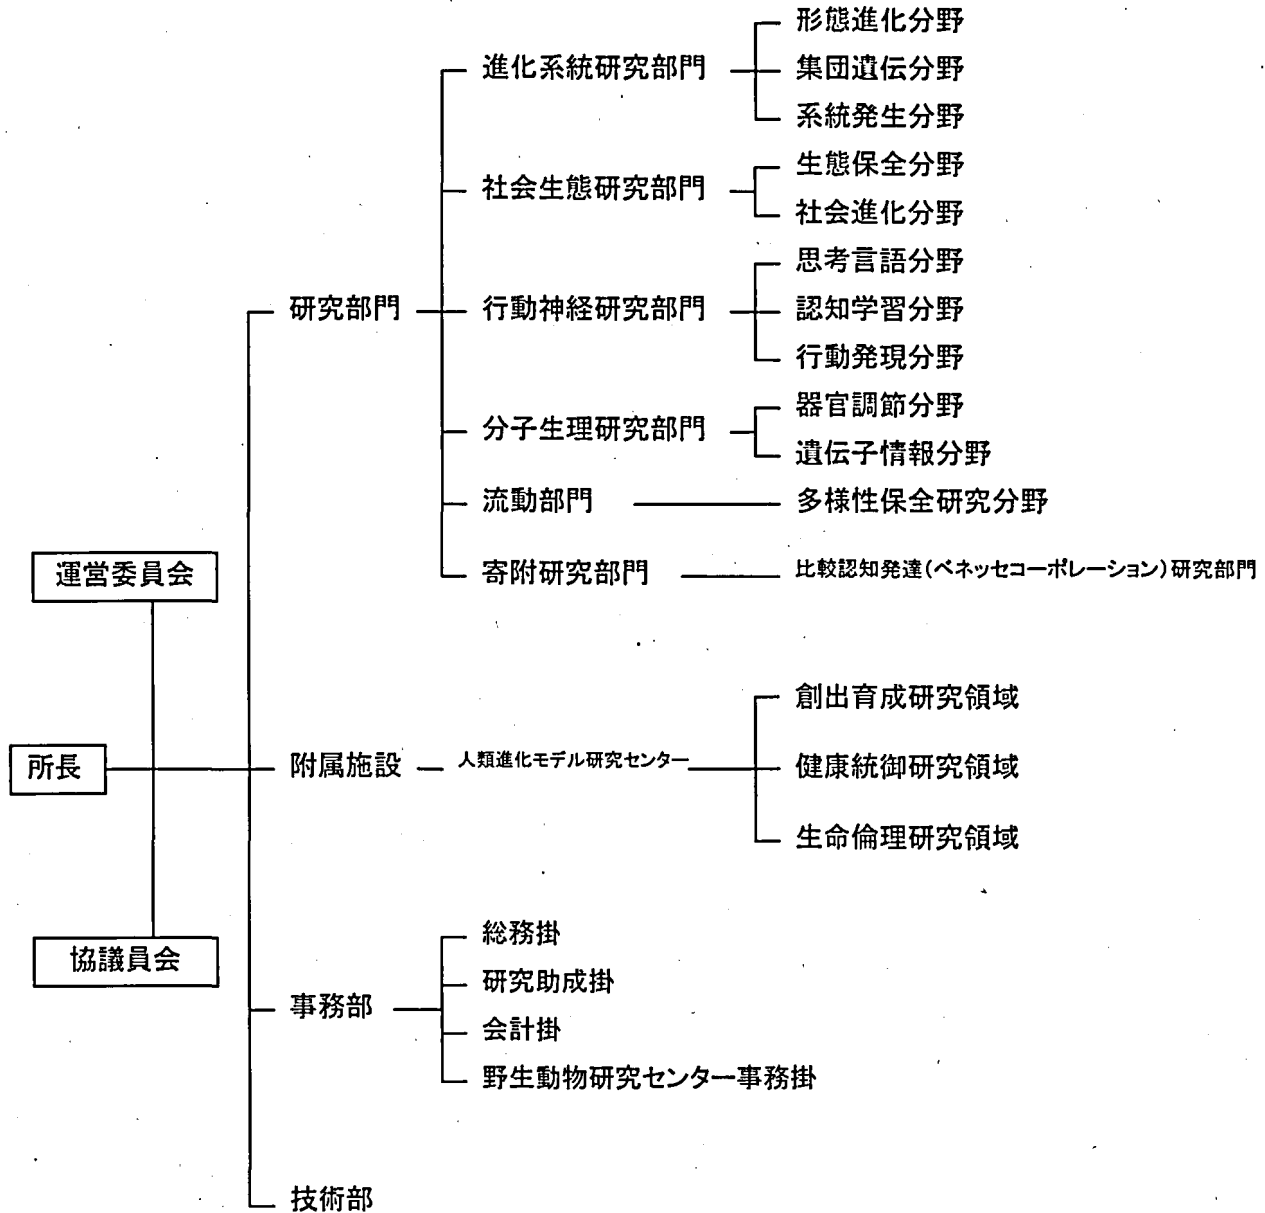 形態進化分野
進化系統研究部門
集団遺伝分野
系統発生分野
生態保全分野
社会生態研究部門
社会進化分野
思考言語分野
研究部門
行動神経研究部門
認知学習分野
行動発現分野
器官調節分野
分子生理研究部門
遺伝子情報分野
流動部門
多様性保全研究分野
運営委員会
寄附研究部門
比較認知発達(ベネッセコーポレーション)研究部門
創出育成研究領域
所長
附属施設
人類進化モデル研究センター
健康統御研究領域
生命倫理研究領域
協議員会
総務掛
研究助成掛
事務部
会計掛
野生動物研究センター事務掛
技術部